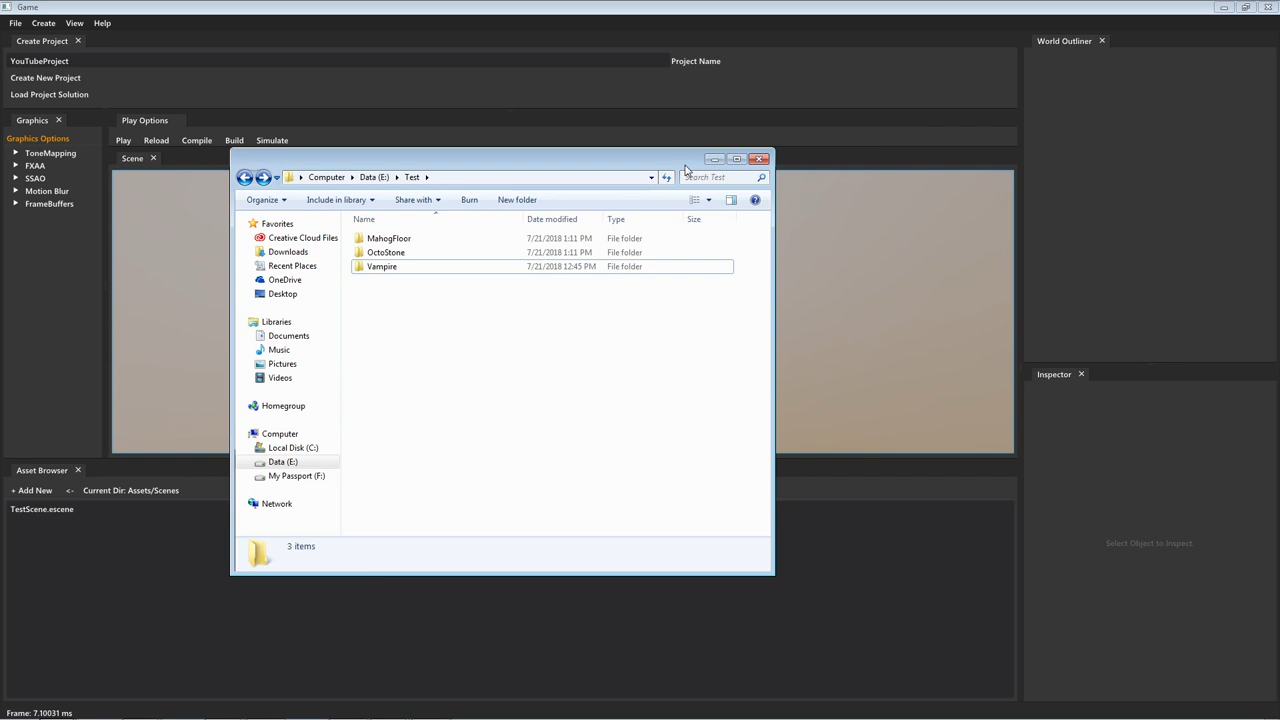 Game
File Create View Help
Create Project
World Outliner
YouTubeProject Project Name
Create New Project
Load Project Solution
Graphics
Play Options
Graphics Options
ToneMapping
FXAA
SSAO
Motion Blur
FrameBuffers
Play Reload Compile Build Simulate
Scene
Computer Data (E:) Test
Search Test
Organize Include in library Share with Burn New folder
Name Date modified Type Size
MahogFloor 7/21/2018 1:11 PM File folder
OctoStone 7/21/2018 1:11 PM File folder
Vampire 7/21/2018 12:45 PM File folder
Favorites
Creative Cloud Files
Downloads
Recent Places
OneDrive
Desktop
Libraries
Documents
Music
Pictures
Videos
Homegroup
Computer
Local Disk (C:)
Data (E:)
My Passport (F:)
Network
3 items
Inspector
Select Object to Inspect.
Asset Browser
+ Add New <- Current Dir: Assets/Scenes
TestScene.escene
Frame: 7.10031 ms